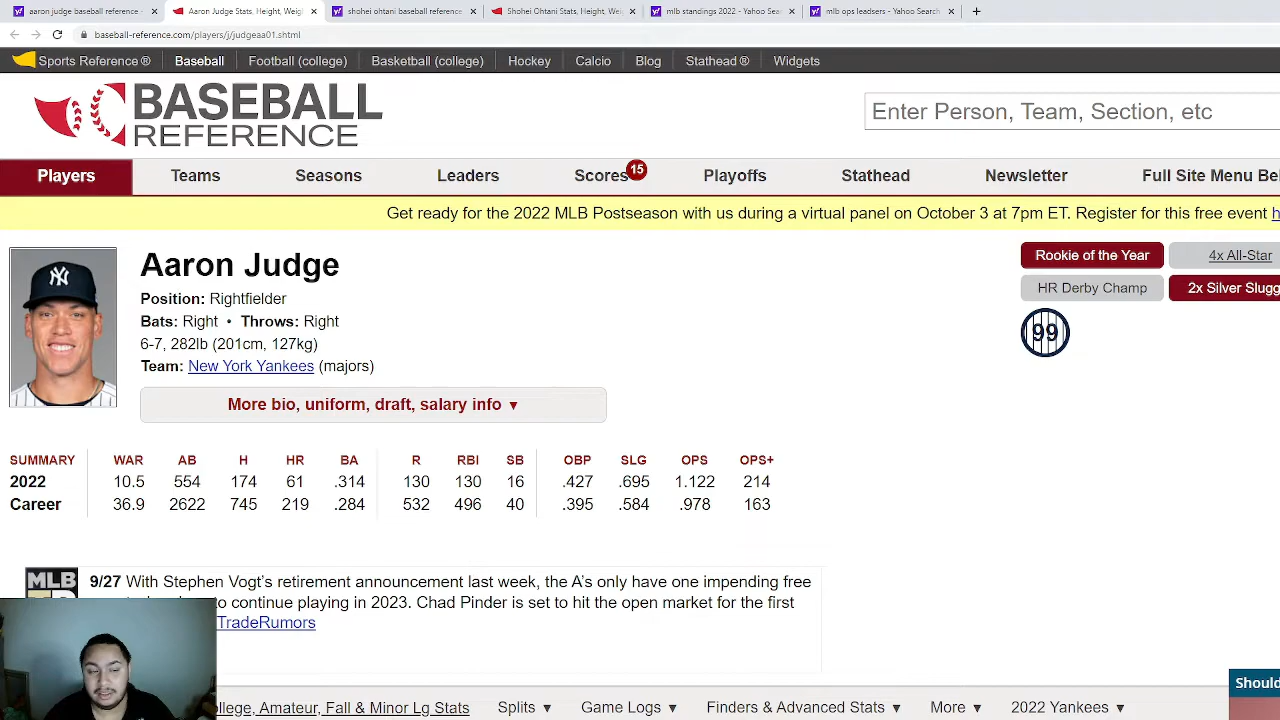 aaron judge baseball reference -
Aaron Judge Stats, Height, Weigh
shohei ohtani baseball reference
Shohei Ohtani Stats, Height, We
mlb standings 2022 - Yahoo Sear
mlb ops leaders - Yahoo Search
baseball-reference.com/players/j/judgeaa01.shtml
Sports Reference ® Baseball Football (college) Basketball (college) Hockey Calcio Blog Stathead ® Widgets
BASEBALL
REFERENCE
Enter Person, Team, Section, etc
Players Teams Seasons Leaders Scores 15 Playoffs Stathead Newsletter Full Site Menu Be
Get ready for the 2022 MLB Postseason with us during a virtual panel on October 3 at 7pm ET. Register for this free event h
Aaron Judge
Position: Rightfielder
Bats: Right • Throws: Right
6-7, 282lb (201cm, 127kg)
Team: New York Yankees (majors)
More bio, uniform, draft, salary info ▼
Rookie of the Year 4x All-Star
HR Derby Champ 2x Silver Slugg
99
SUMMARY WAR AB H HR BA R RBI SB OBP SLG OPS OPS+
2022 10.5 554 174 61 .314 130 130 16 .427 .695 1.122 214
Career 36.9 2622 745 219 .284 532 496 40 .395 .584 .978 163
MLB
9/27 With Stephen Vogt's retirement announcement last week, the A's only have one impending free
to continue playing in 2023. Chad Pinder is set to hit the open market for the first
TradeRumors
Should
ollege, Amateur, Fall & Minor Lg Stats Splits ▼ Game Logs ▼ Finders & Advanced Stats ▼ More ▼ 2022 Yankees ▼